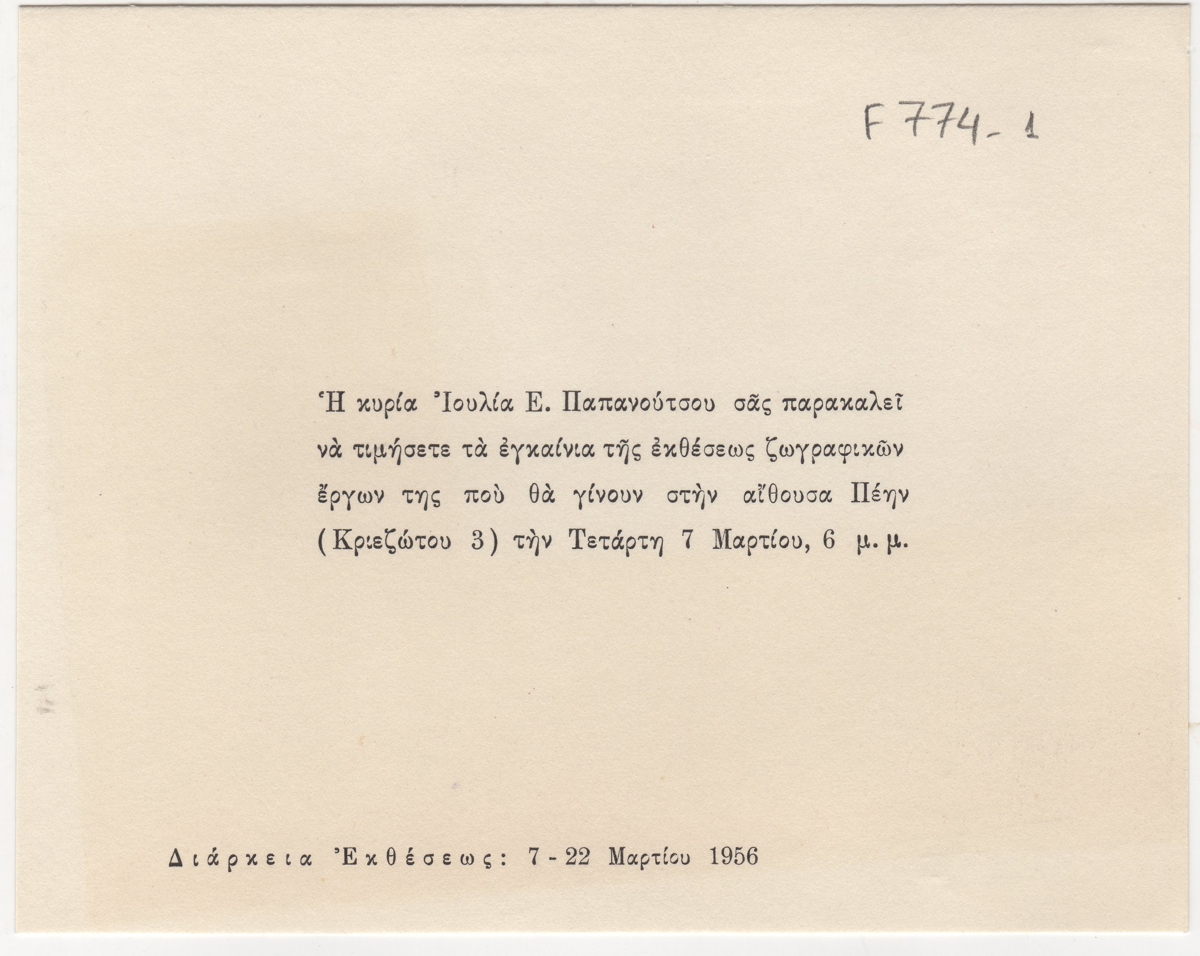 F 774-1
Ἡ κυρία Ἰουλία Ε. Παπανούτσου σᾶς παρακαλεῖ
νὰ τιμήσετε τὰ ἐγκαίνια τῆς ἐκθέσεως ζωγραφικῶν
ἔργων της ποὺ θὰ γίνουν στὴν αἴθουσα Πέην
(Κριεζώτου 3) τὴν Τετάρτη 7 Μαρτίου, 6 μ. μ.
Διάρκεια Ἐκθέσεως: 7 - 22 Μαρτίου 1956